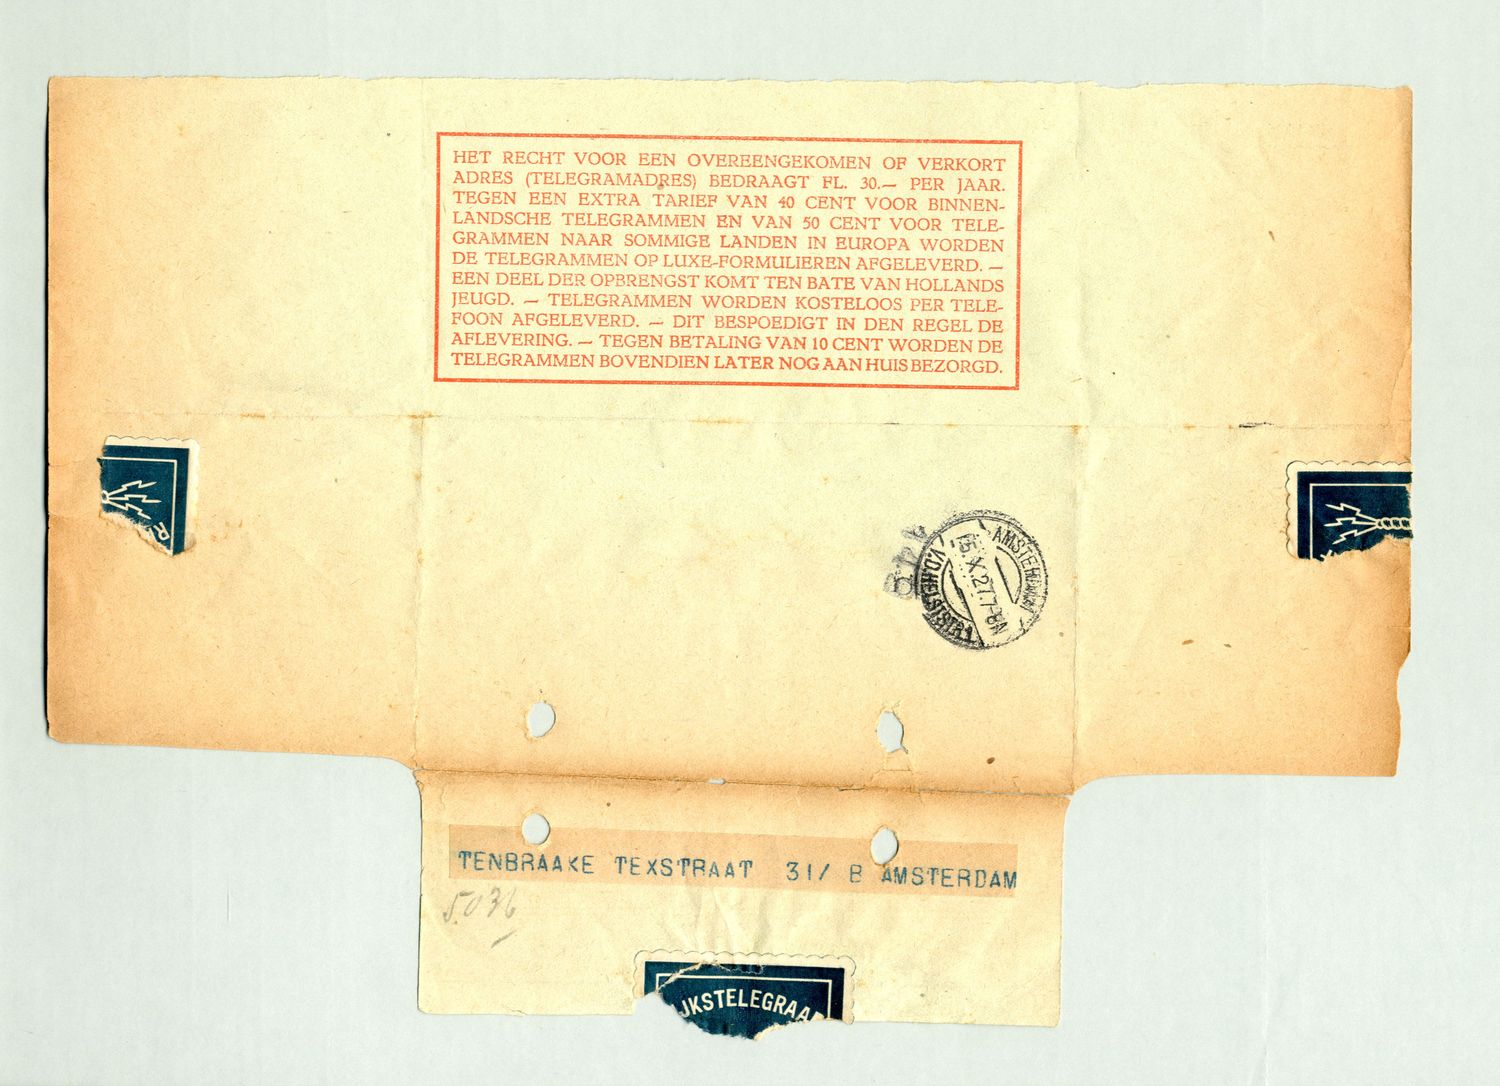 HET RECHT VOOR EEN OVEREENGEKOMEN OF VERKORT
ADRES (TELEGRAMADRES) BEDRAAGT FL. 30.— PER JAAR.
TEGEN EEN EXTRA TARIEF VAN 40 CENT VOOR BINNEN-
LANDSCHE TELEGRAMMEN EN VAN 50 CENT VOOR TELE-
GRAMMEN NAAR SOMMIGE LANDEN IN EUROPA WORDEN
DE TELEGRAMMEN OP LUXE-FORMULIEREN AFGELEVERD. —
EEN DEEL DER OPBRENGST KOMT TEN BATE VAN HOLLANDS
JEUGD. — TELEGRAMMEN WORDEN KOSTELOOS PER TELE-
FOON AFGELEVERD. — DIT BESPOEDIGT IN DEN REGEL DE
AFLEVERING. — TEGEN BETALING VAN 10 CENT WORDEN DE
TELEGRAMMEN BOVENDIEN LATER NOG AAN HUIS BEZORGD.
AMSTERDAM
15.X.27.7-8N
V.D.HELSTSTR.
TENBRAAKE TEXSTRAAT 31/ B AMSTERDAM
5036
IJKSTELEGRAA